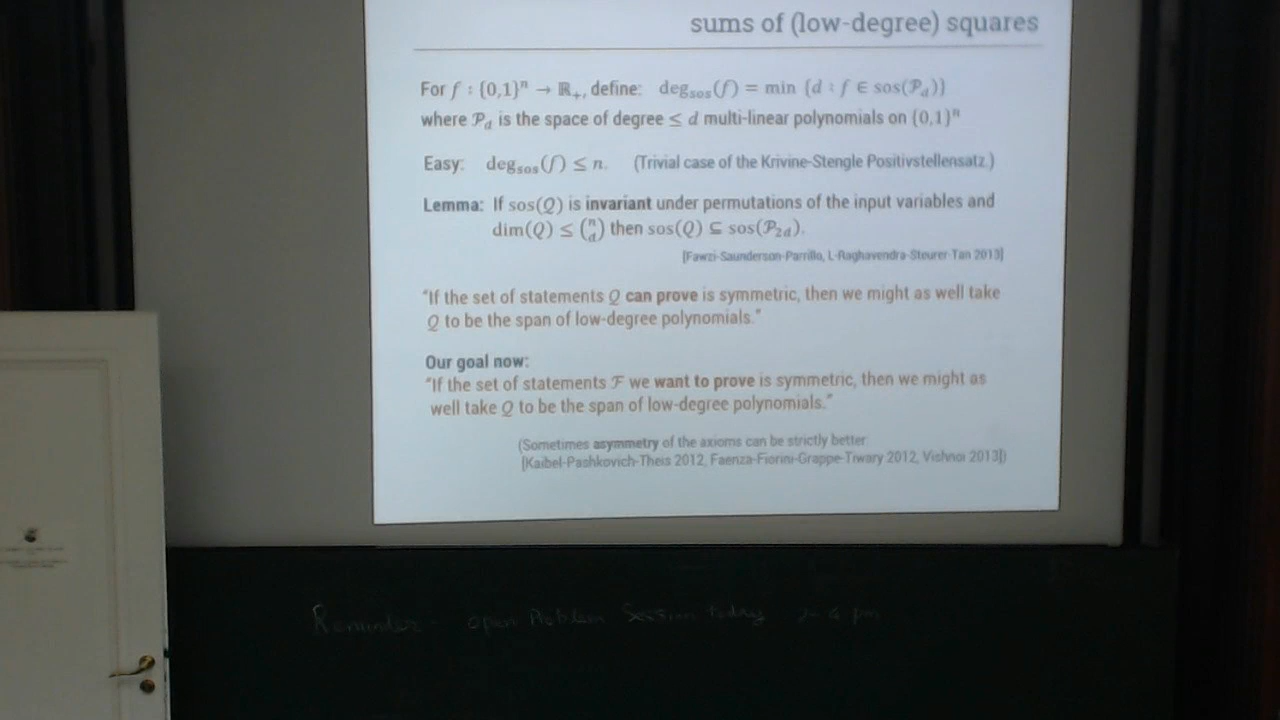 sums of (low-degree) squares
For f : {0,1}ⁿ → ℝ₊, define: deg_sos(f) = min {d : f ∈ sos(𝒫_d)}
where 𝒫_d is the space of degree ≤ d multi-linear polynomials on {0,1}ⁿ
Easy: deg_sos(f) ≤ n. (Trivial case of the Krivine-Stengle Positivstellensatz.)
Lemma: If sos(𝒬) is invariant under permutations of the input variables and
dim(𝒬) ≤ (n d) then sos(𝒬) ⊆ sos(𝒫_2d).
[Fawzi-Saunderson-Parrillo, L-Raghavendra-Steurer-Tan 2013]
"If the set of statements 𝒬 can prove is symmetric, then we might as well take
𝒬 to be the span of low-degree polynomials."
Our goal now:
"If the set of statements ℱ we want to prove is symmetric, then we might as
well take 𝒬 to be the span of low-degree polynomials."
(Sometimes asymmetry of the axioms can be strictly better
[Kaibel-Pashkovich-Theis 2012, Faenza-Fiorini-Grappe-Tiwary 2012, Vishnoi 2013])
Reminder - Open Problem Session today 2-4 pm